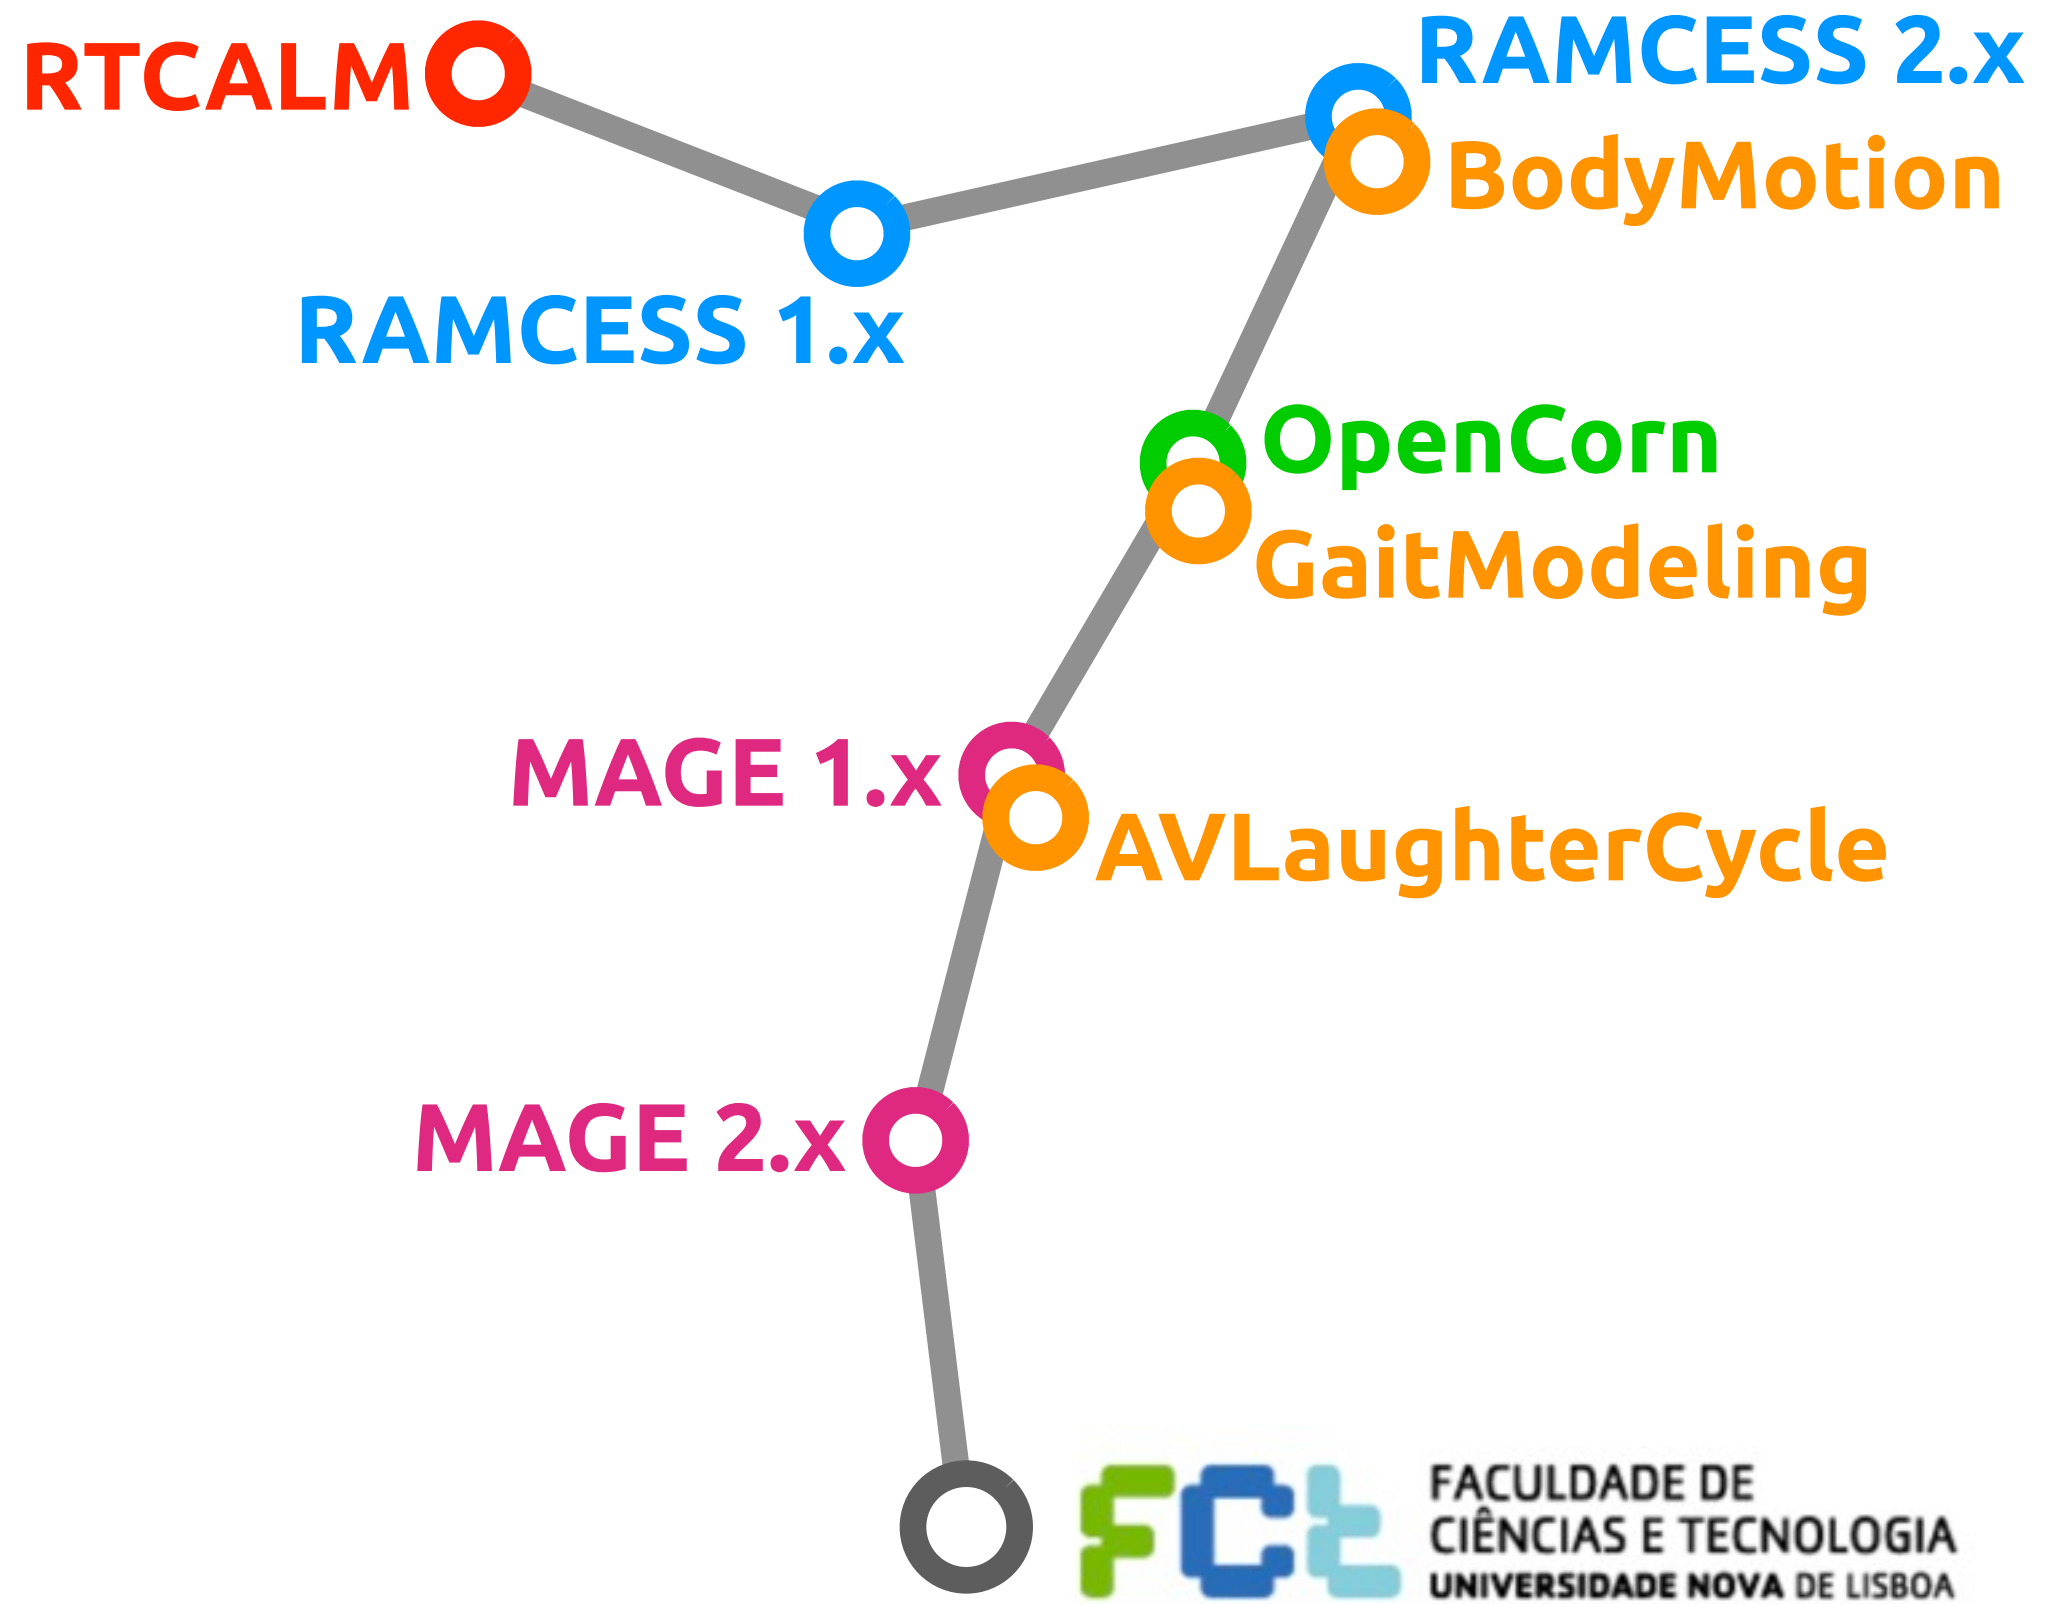 RTCALM
RAMCESS 2.x
BodyMotion
RAMCESS 1.x
OpenCorn
GaitModeling
MAGE 1.x
AVLaughterCycle
MAGE 2.x
FCt
FACULDADE DE
CIÊNCIAS E TECNOLOGIA
UNIVERSIDADE NOVA DE LISBOA